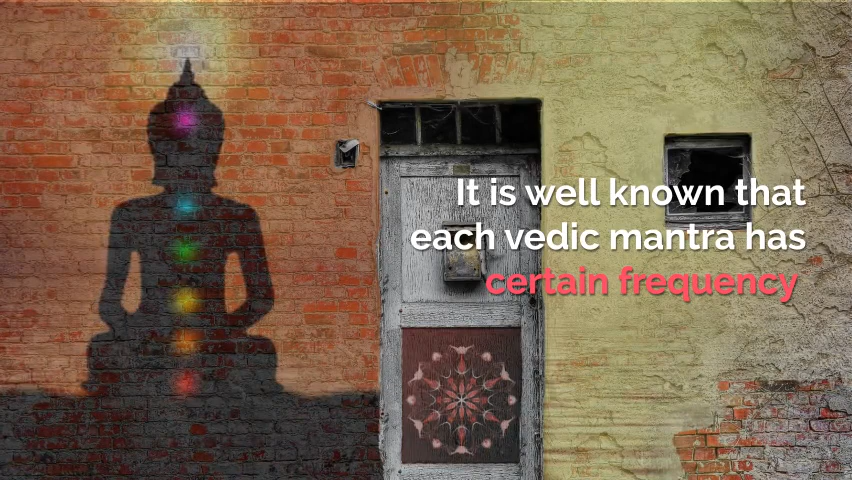 It is well known that
each vedic mantra has
certain frequency